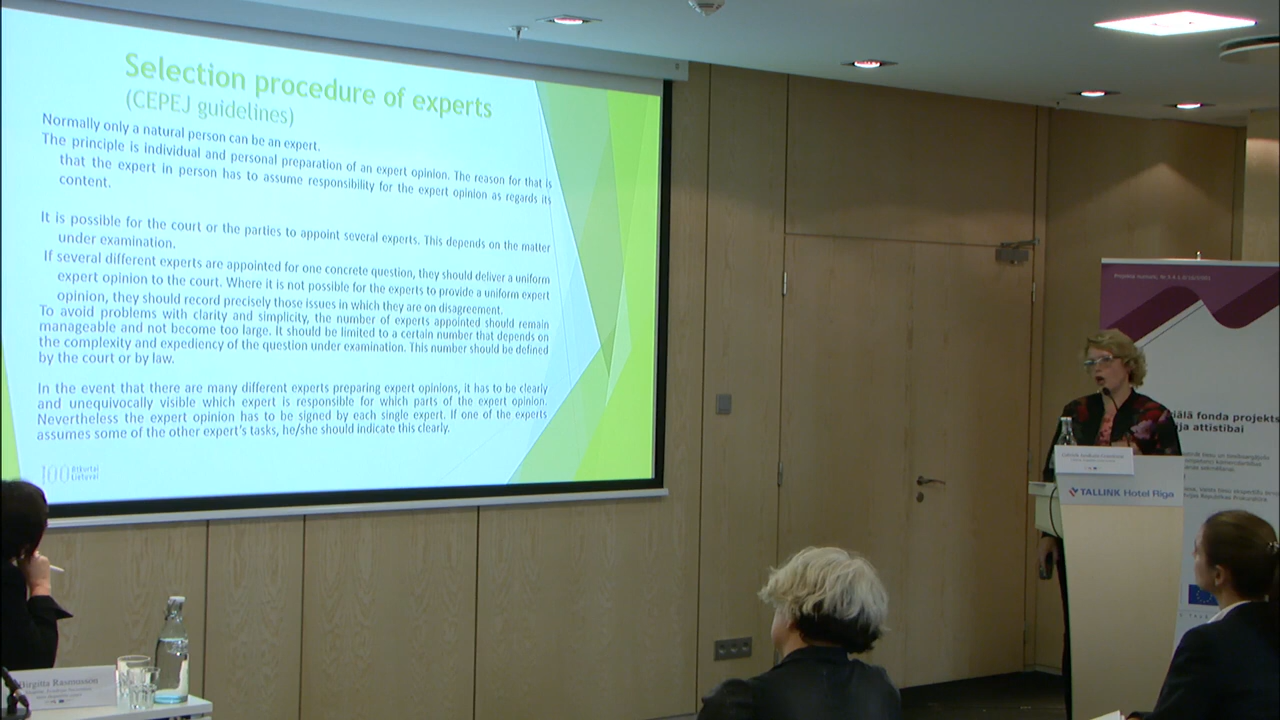 Selection procedure of experts
(CEPEJ guidelines)
Normally only a natural person can be an expert.
The principle is individual and personal preparation of an expert opinion. The reason for that is
that the expert in person has to assume responsibility for the expert opinion as regards its
content.
It is possible for the court or the parties to appoint several experts. This depends on the matter
under examination.
If several different experts are appointed for one concrete question, they should deliver a uniform
expert opinion to the court. Where it is not possible for the experts to provide a uniform expert
opinion, they should record precisely those issues in which they are on disagreement.
To avoid problems with clarity and simplicity, the number of experts appointed should remain
manageable and not become too large. It should be limited to a certain number that depends on
the complexity and expediency of the question under examination. This number should be defined
by the court or by law.
In the event that there are many different experts preparing expert opinions, it has to be clearly
and unequivocally visible which expert is responsible for which parts of the expert opinion.
Nevertheless the expert opinion has to be signed by each single expert. If one of the experts
assumes some of the other expert's tasks, he/she should indicate this clearly.
100 Atkurtai
Lietuvai
fonda projekts
attīstībai
TALLINK Hotel Riga
Birgitta Rasmusson